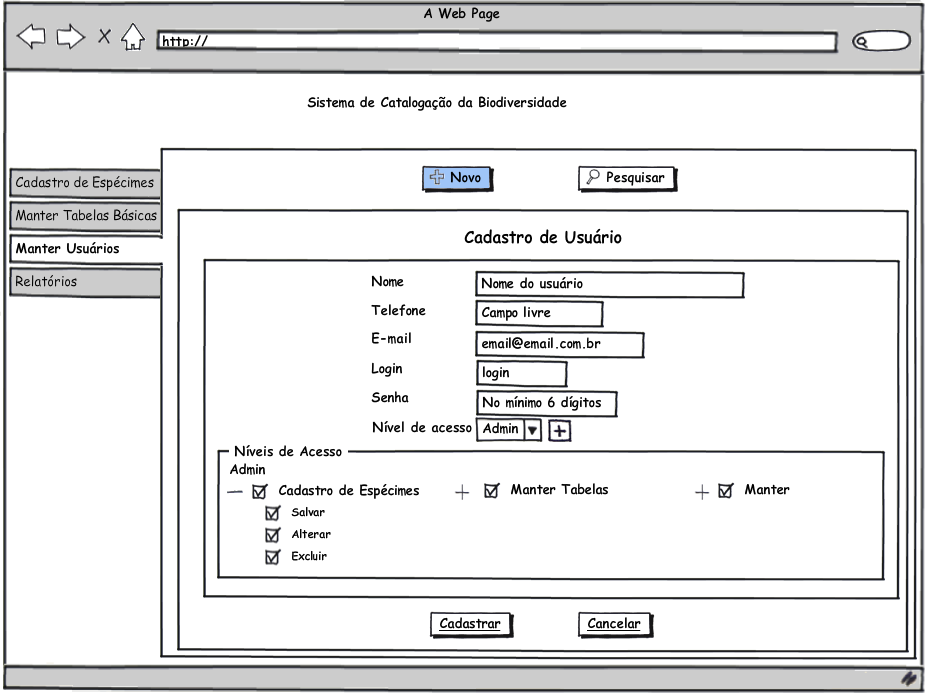 A Web Page
http://
Sistema de Catalogação da Biodiversidade
Cadastro de Espécimes
Manter Tabelas Básicas
Manter Usuários
Relatórios
Novo
Pesquisar
Cadastro de Usuário
Nome
Nome do usuário
Telefone
Campo livre
E-mail
email@email.com.br
Login
login
Senha
No mínimo 6 dígitos
Nível de acesso
Admin
Níveis de Acesso
Admin
Cadastro de Espécimes
Manter Tabelas
Manter
Salvar
Alterar
Excluir
Cadastrar
Cancelar